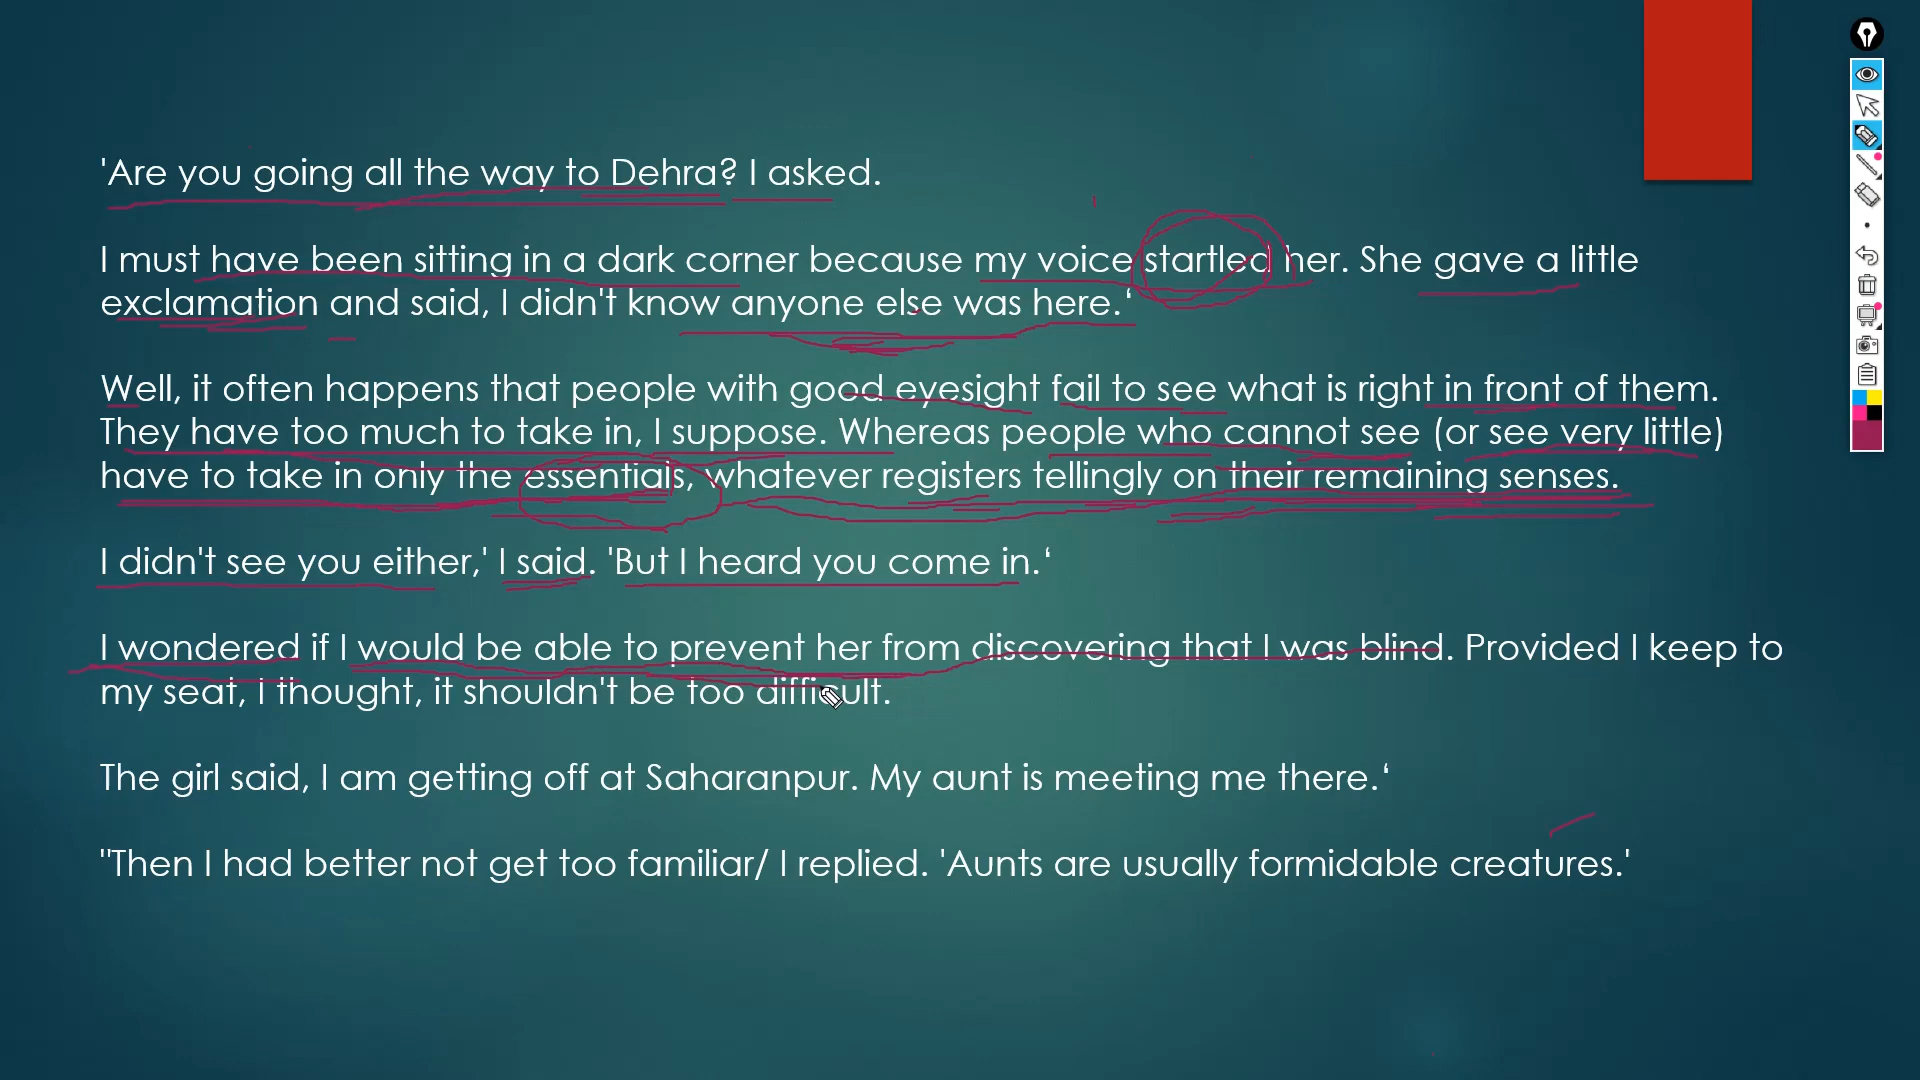 'Are you going all the way to Dehra? I asked.
I must have been sitting in a dark corner because my voice startled her. She gave a little
exclamation and said, I didn't know anyone else was here.‘
Well, it often happens that people with good eyesight fail to see what is right in front of them.
They have too much to take in, I suppose. Whereas people who cannot see (or see very little)
have to take in only the essentials, whatever registers tellingly on their remaining senses.
I didn't see you either,' I said. 'But I heard you come in.‘
I wondered if I would be able to prevent her from discovering that I was blind. Provided I keep to
my seat, I thought, it shouldn't be too difficult.
The girl said, I am getting off at Saharanpur. My aunt is meeting me there.‘
"Then I had better not get too familiar/ I replied. 'Aunts are usually formidable creatures.'